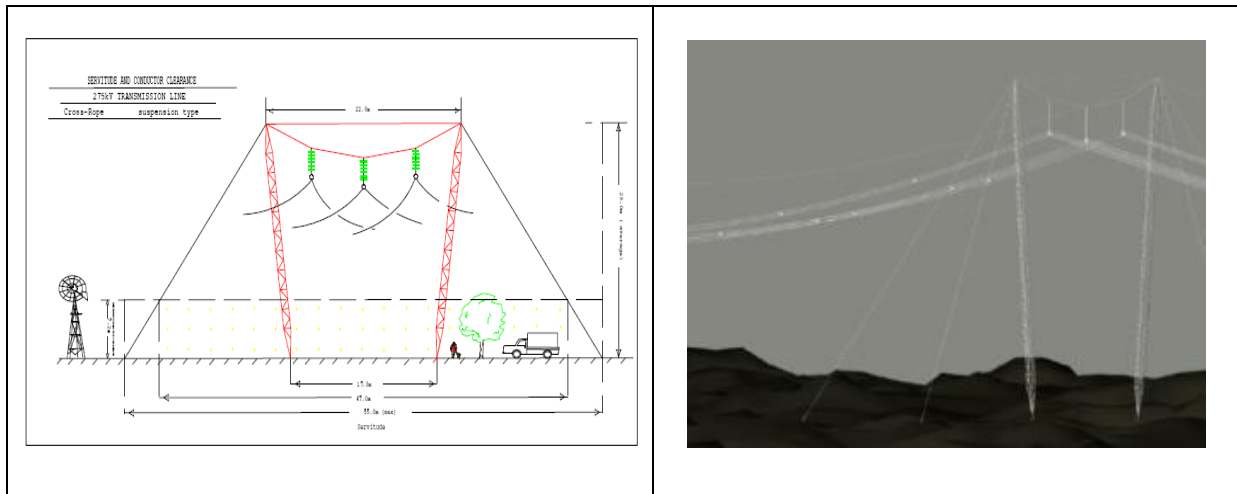 SERVITUDE AND CONDUCTOR CLEARANCE
275kV TRANSMISSION LINE
Cross-Rope suspension type
22.0m
17.0m
47.0m
55.0m (max)
Servitude